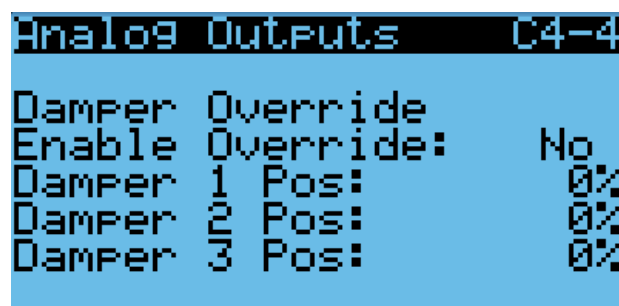 Analog Outputs C4-4
Damper Override
Enable Override: No
Damper 1 Pos: 0%
Damper 2 Pos: 0%
Damper 3 Pos: 0%